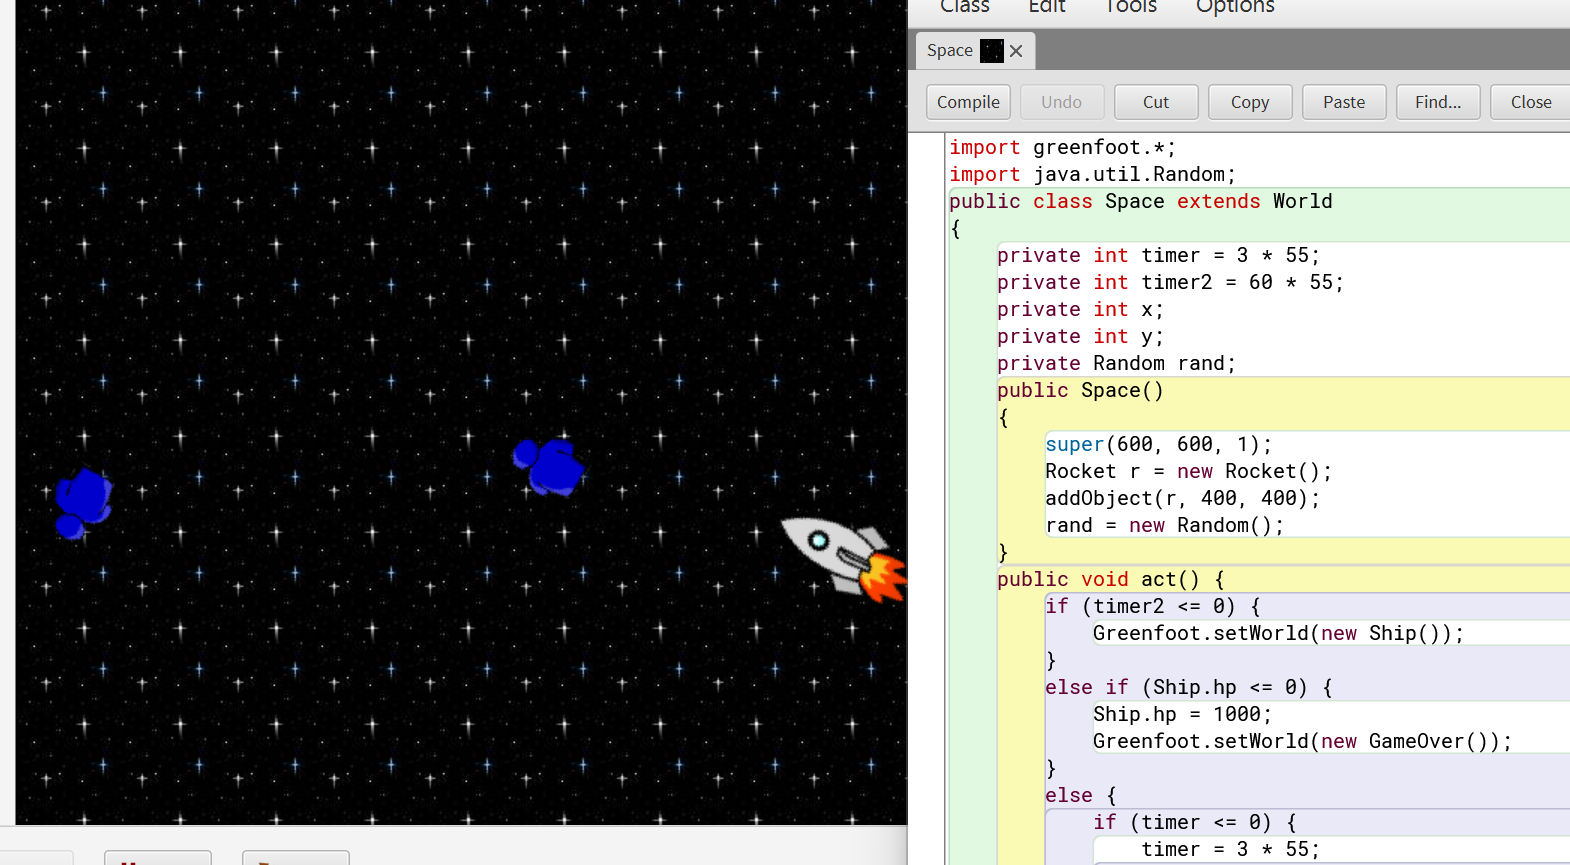 Class Edit Tools Options
Space
Compile Undo Cut Copy Paste Find... Close
import greenfoot.*;
import java.util.Random;
public class Space extends World
{
private int timer = 3 * 55;
private int timer2 = 60 * 55;
private int x;
private int y;
private Random rand;
public Space()
{
super(600, 600, 1);
Rocket r = new Rocket();
addObject(r, 400, 400);
rand = new Random();
}
public void act() {
if (timer2 <= 0) {
Greenfoot.setWorld(new Ship());
}
else if (Ship.hp <= 0) {
Ship.hp = 1000;
Greenfoot.setWorld(new GameOver());
}
else {
if (timer <= 0) {
timer = 3 * 55;